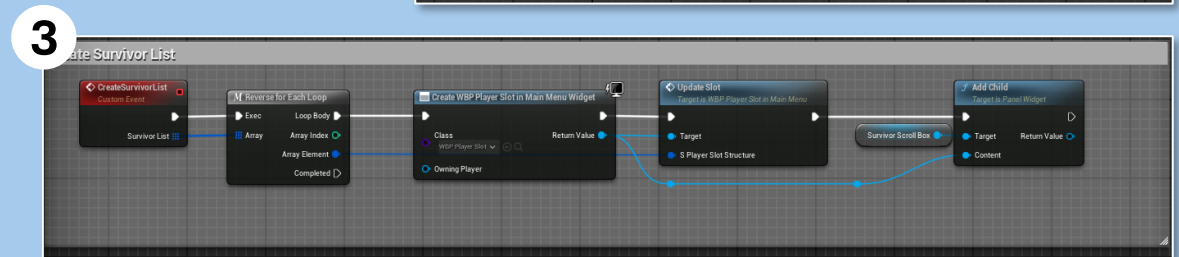 3
ate Survivor List
CreateSurvivorList
Custom Event
Survivor List
Reverse for Each Loop
Exec
Loop Body
Array
Array Index
Array Element
Completed
Create WBP Player Slot in Main Menu Widget
Class
Return Value
WBP Player Slot
Owning Player
Update Slot
Target is WBP Player Slot in Main Menu
Target
S Player Slot Structure
Survivor Scroll Box
Add Child
Target is Panel Widget
Target
Return Value
Content